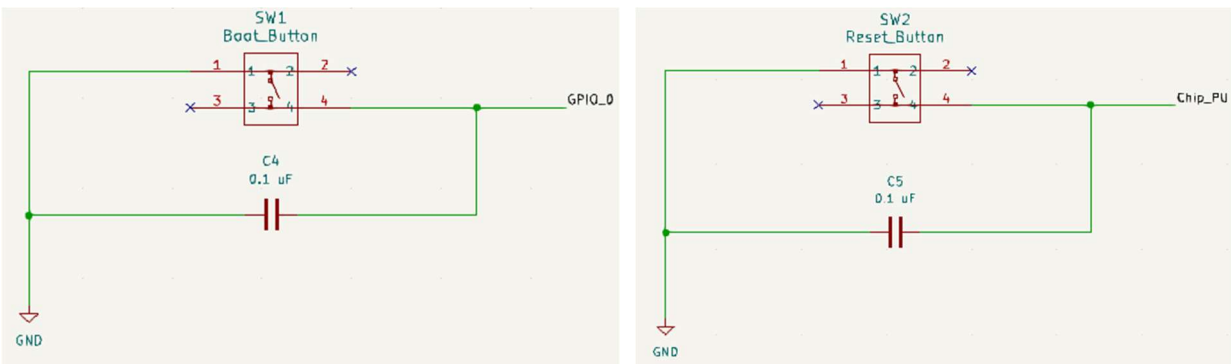 SW1
Boot_Button
1 1 2 2
3 3 4 4
GPIO_0
C4
0.1 uF
GND
SW2
Reset_Button
1 1 2 2
3 3 4 4
Chip_PU
C5
0.1 uF
GND